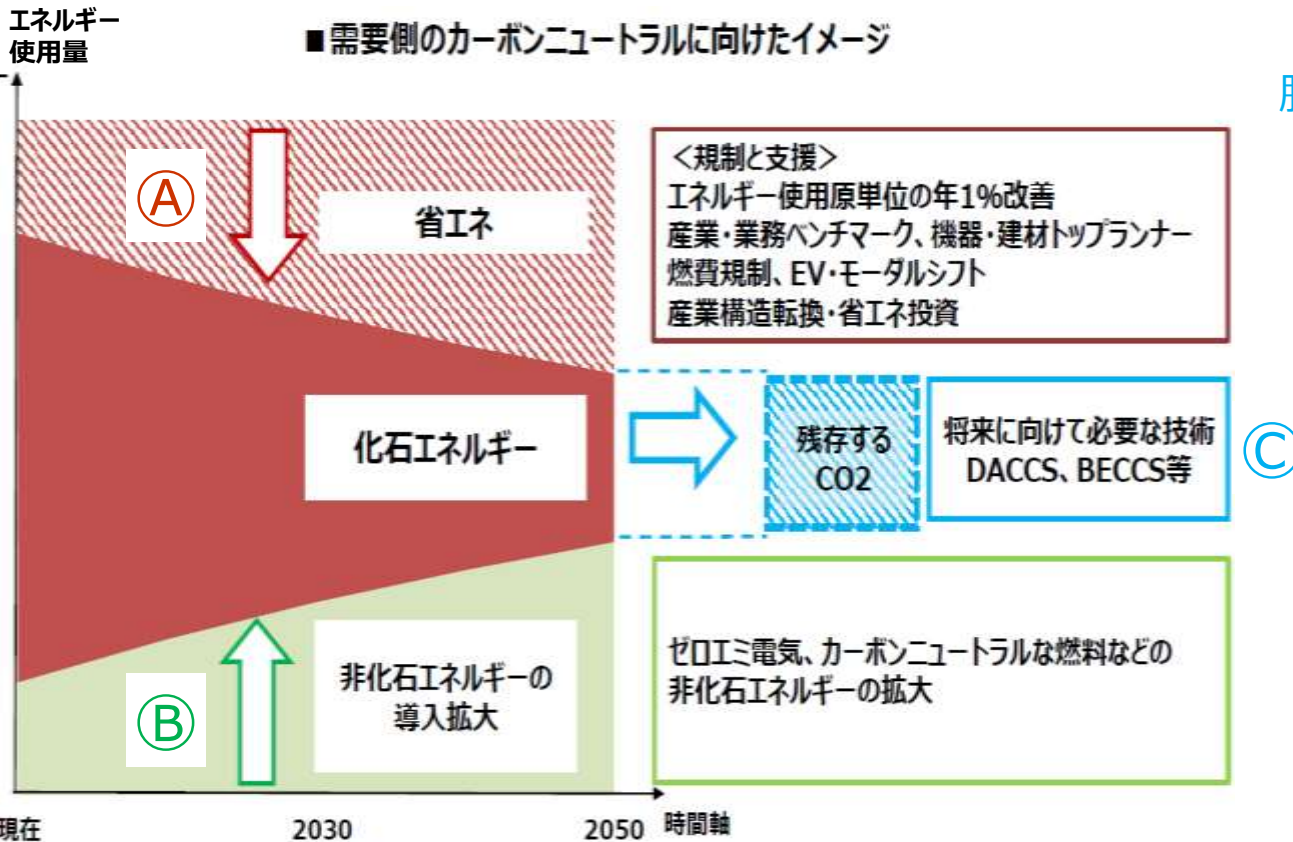 エネルギー
使用量
■需要側のカーボンニュートラルに向けたイメージ
Ⓐ
省エネ
<規制と支援>
エネルギー使用原単位の年1%改善
産業・業務ベンチマーク、機器・建材トップランナー
燃費規制、EV・モーダルシフト
産業構造転換・省エネ投資
化石エネルギー
残存する
CO2
将来に向けて必要な技術
DACCS、BECCS等
Ⓒ
Ⓑ
非化石エネルギーの
導入拡大
ゼロエミ電気、カーボンニュートラルな燃料などの
非化石エネルギーの拡大
現在
2030
2050
時間軸